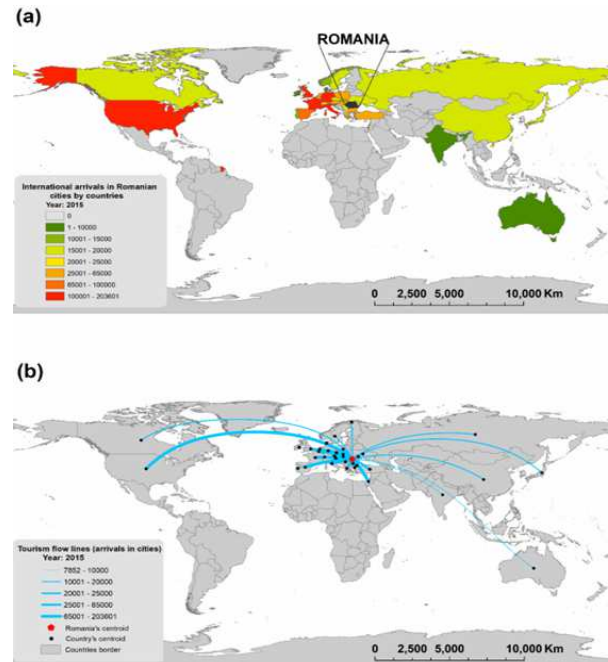 (a)
ROMANIA
International arrivals in Romanian
cities by countries
Year: 2015
0
1 - 10000
10001 - 15000
15001 - 20000
20001 - 25000
25001 - 65000
65001 - 100000
100001 - 203601
0 2,500 5,000 10,000 Km
(b)
Tourism flow lines (arrivals in cities)
Year: 2015
7852 - 10000
10001 - 20000
20001 - 25000
25001 - 65000
65001 - 203601
Romania's centroid
Country's centroid
Countries border
0 2,500 5,000 10,000 Km